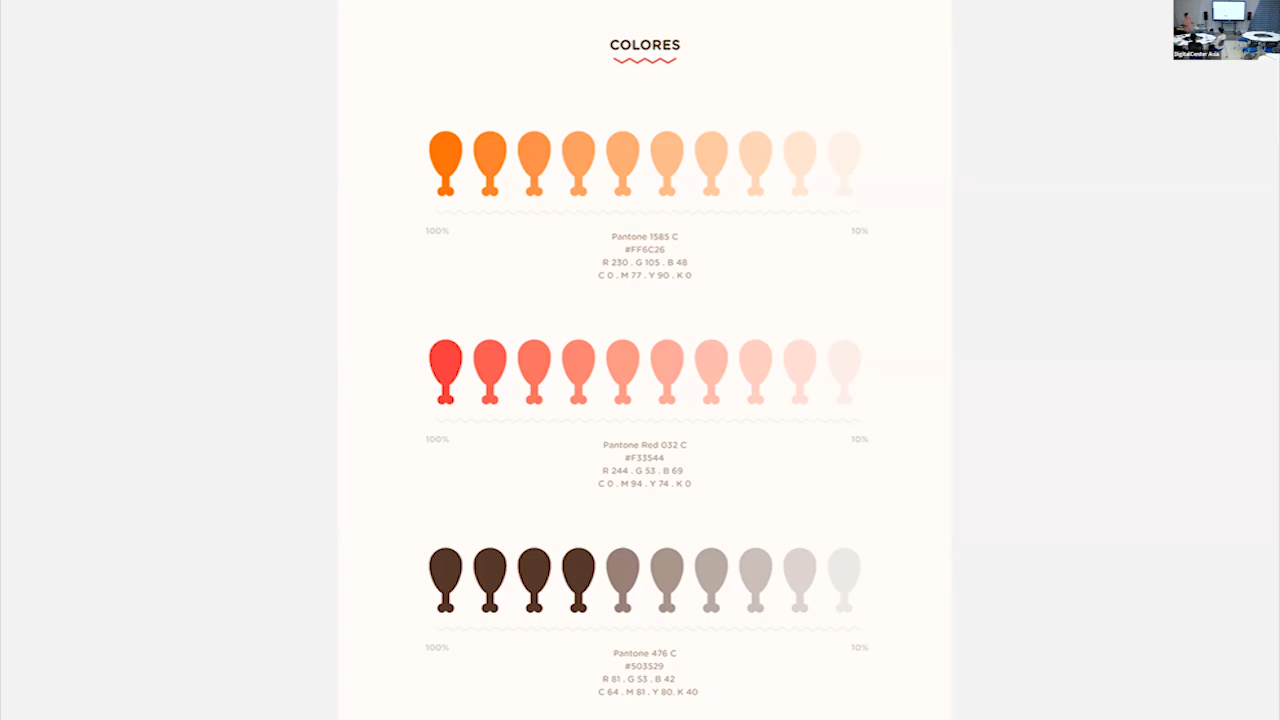 COLORES
100%
10%
Pantone 1585 C
#FF6C26
R 230 . G 105 . B 48
C 0 . M 77 . Y 90 . K 0
100%
10%
Pantone Red 032 C
#F33544
R 244 . G 53 . B 69
C 0 . M 94 . Y 74 . K 0
100%
10%
Pantone 476 C
#503529
R 81 . G 53 . B 42
C 64 . M 81 . Y 80. K 40
DigitalCenter Asia